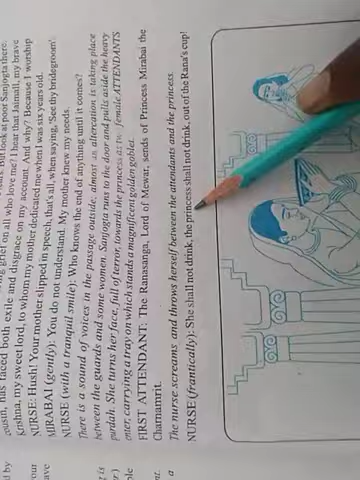 cousin, has faced both exile and disgrace on my account. And why? Because I worship
Krishna, my sweet lord, to whom my mother dedicated me when I was six years old.
NURSE: Hush! Your mother slipped in speech, that's all, when saying, 'See thy bridegroom'.
MIRABAI (gently): You do not understand. My mother knew my needs.
NURSE (with a tranquil smile): Who knows the end of anything until it comes?
There is a sound of voices in the passage outside, almost as altercation is taking place
between the guards and some women. Sanjogta runs to the door and pulls aside the heavy
purdah. She turns her face, full of terror, towards the princess as two female ATTENDANTS
enter, carrying a tray on which stands a magnificent golden goblet.
FIRST ATTENDANT: The Ranasanga, Lord of Mewar, sends of Princess Mirabai the
Charnamrit.
The nurse screams and throws herself between the attendants and the princess.
NURSE (frantically): She shall not drink, the princess shall not drink, out of the Rana's cup!